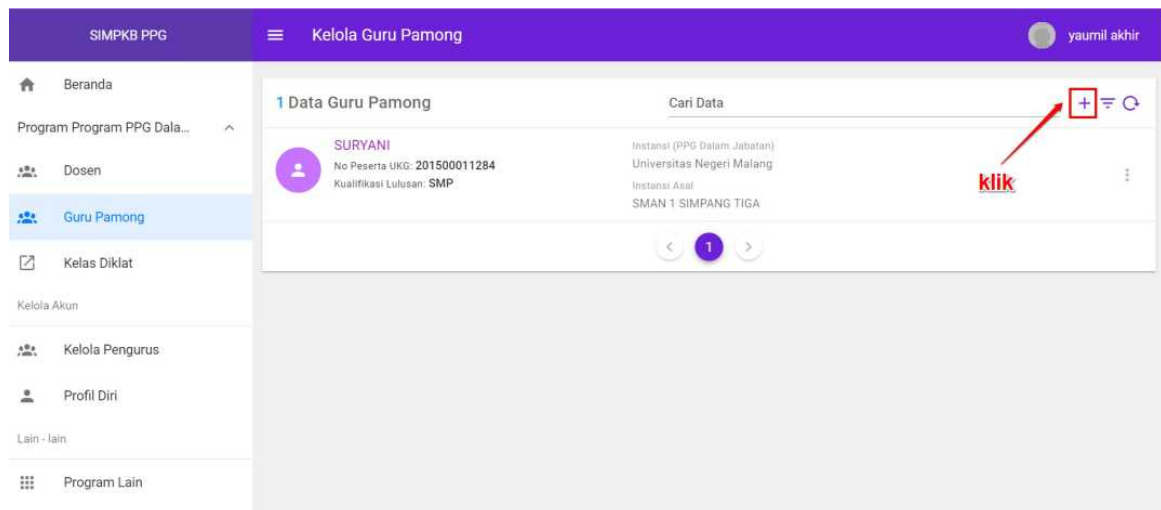 SIMPKB PPG
Kelola Guru Pamong
yaumil akhir
Beranda
Program Program PPG Dala...
Dosen
Guru Pamong
Kelas Diklat
Kelola Akun
Kelola Pengurus
Profil Diri
Lain - lain
Program Lain
1 Data Guru Pamong
Cari Data
klik
SURYANI
No Peserta UKG: 201500011284
Kualifikasi Lulusan: SMP
Instansi (PPG Dalam Jabatan)
Universitas Negeri Malang
Instansi Asal
SMAN 1 SIMPANG TIGA
1